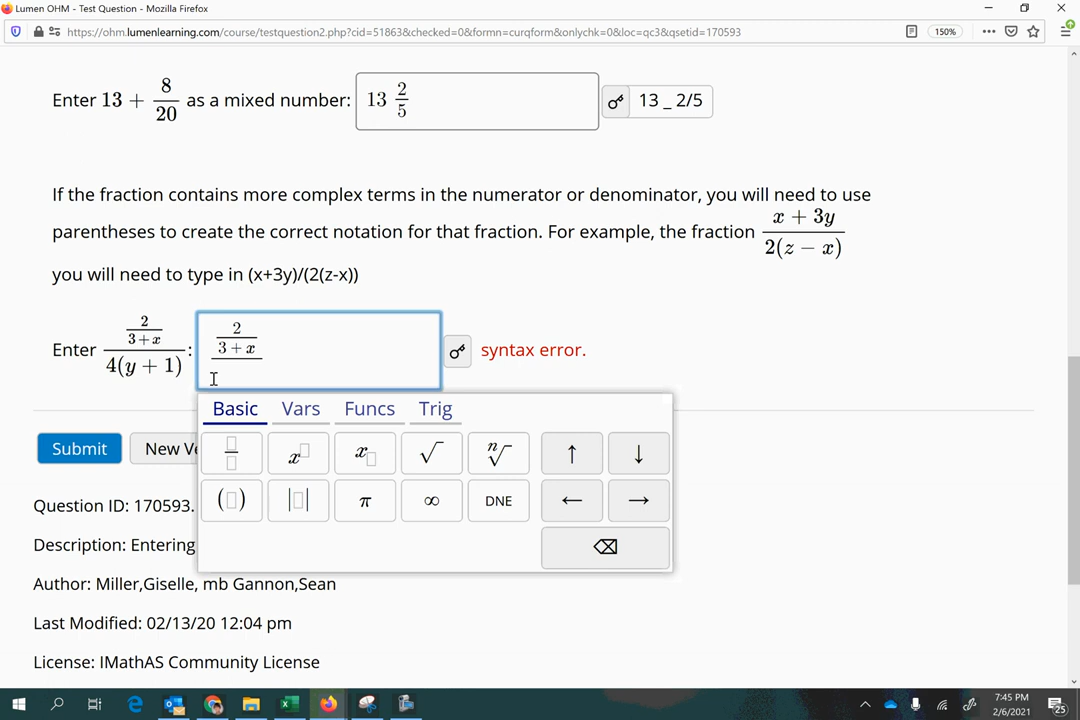 Lumen OHM - Test Question - Mozilla Firefox
https://ohm.lumenlearning.com/course/testquestion2.php?cid=51863&checked=0&formn=curqform&onlychk=0&loc=qc3&qsetid=170593
150%
Enter 13 + 8/20 as a mixed number: 13 2/5
13 _ 2/5
If the fraction contains more complex terms in the numerator or denominator, you will need to use
parentheses to create the correct notation for that fraction. For example, the fraction (x + 3y)/(2(z − x))
you will need to type in (x+3y)/(2(z-x))
Enter (2/(3+x))/(4(y + 1)) : 2/(3 + x)
syntax error.
Basic Vars Funcs Trig
x x √ n√ ↑ ↓
( ) | | π ∞ DNE ← →
⌫
Submit New Ve
Question ID: 170593.
Description: Entering
Author: Miller,Giselle, mb Gannon,Sean
Last Modified: 02/13/20 12:04 pm
License: IMathAS Community License
7:45 PM
2/6/2021
25